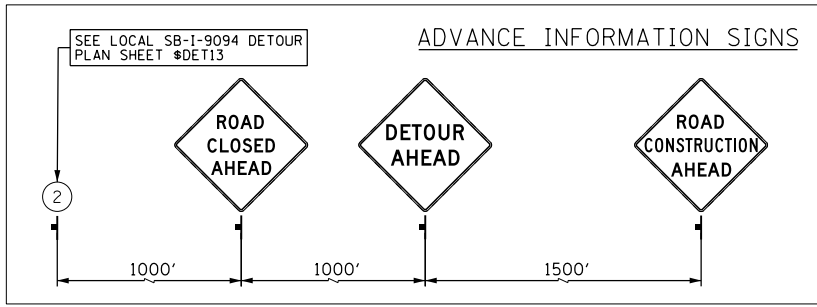 SEE LOCAL SB-I-9094 DETOUR
PLAN SHEET $DET13
ADVANCE INFORMATION SIGNS
ROAD
CLOSED
AHEAD
DETOUR
AHEAD
ROAD
CONSTRUCTION
AHEAD
2
1000'
1000'
1500'